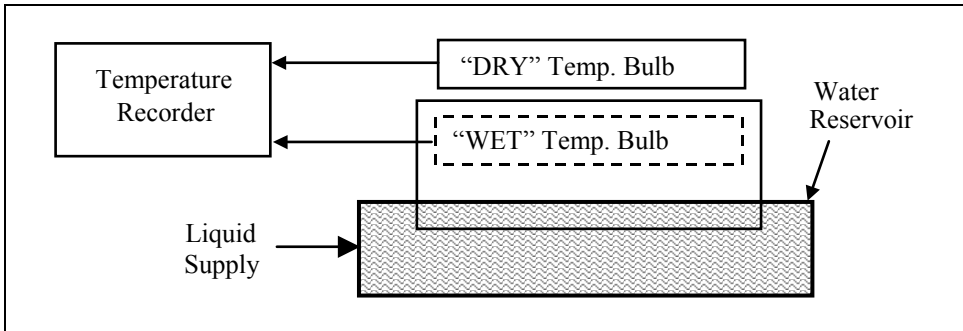 Temperature
Recorder
“DRY” Temp. Bulb
“WET” Temp. Bulb
Water
Reservoir
Liquid
Supply